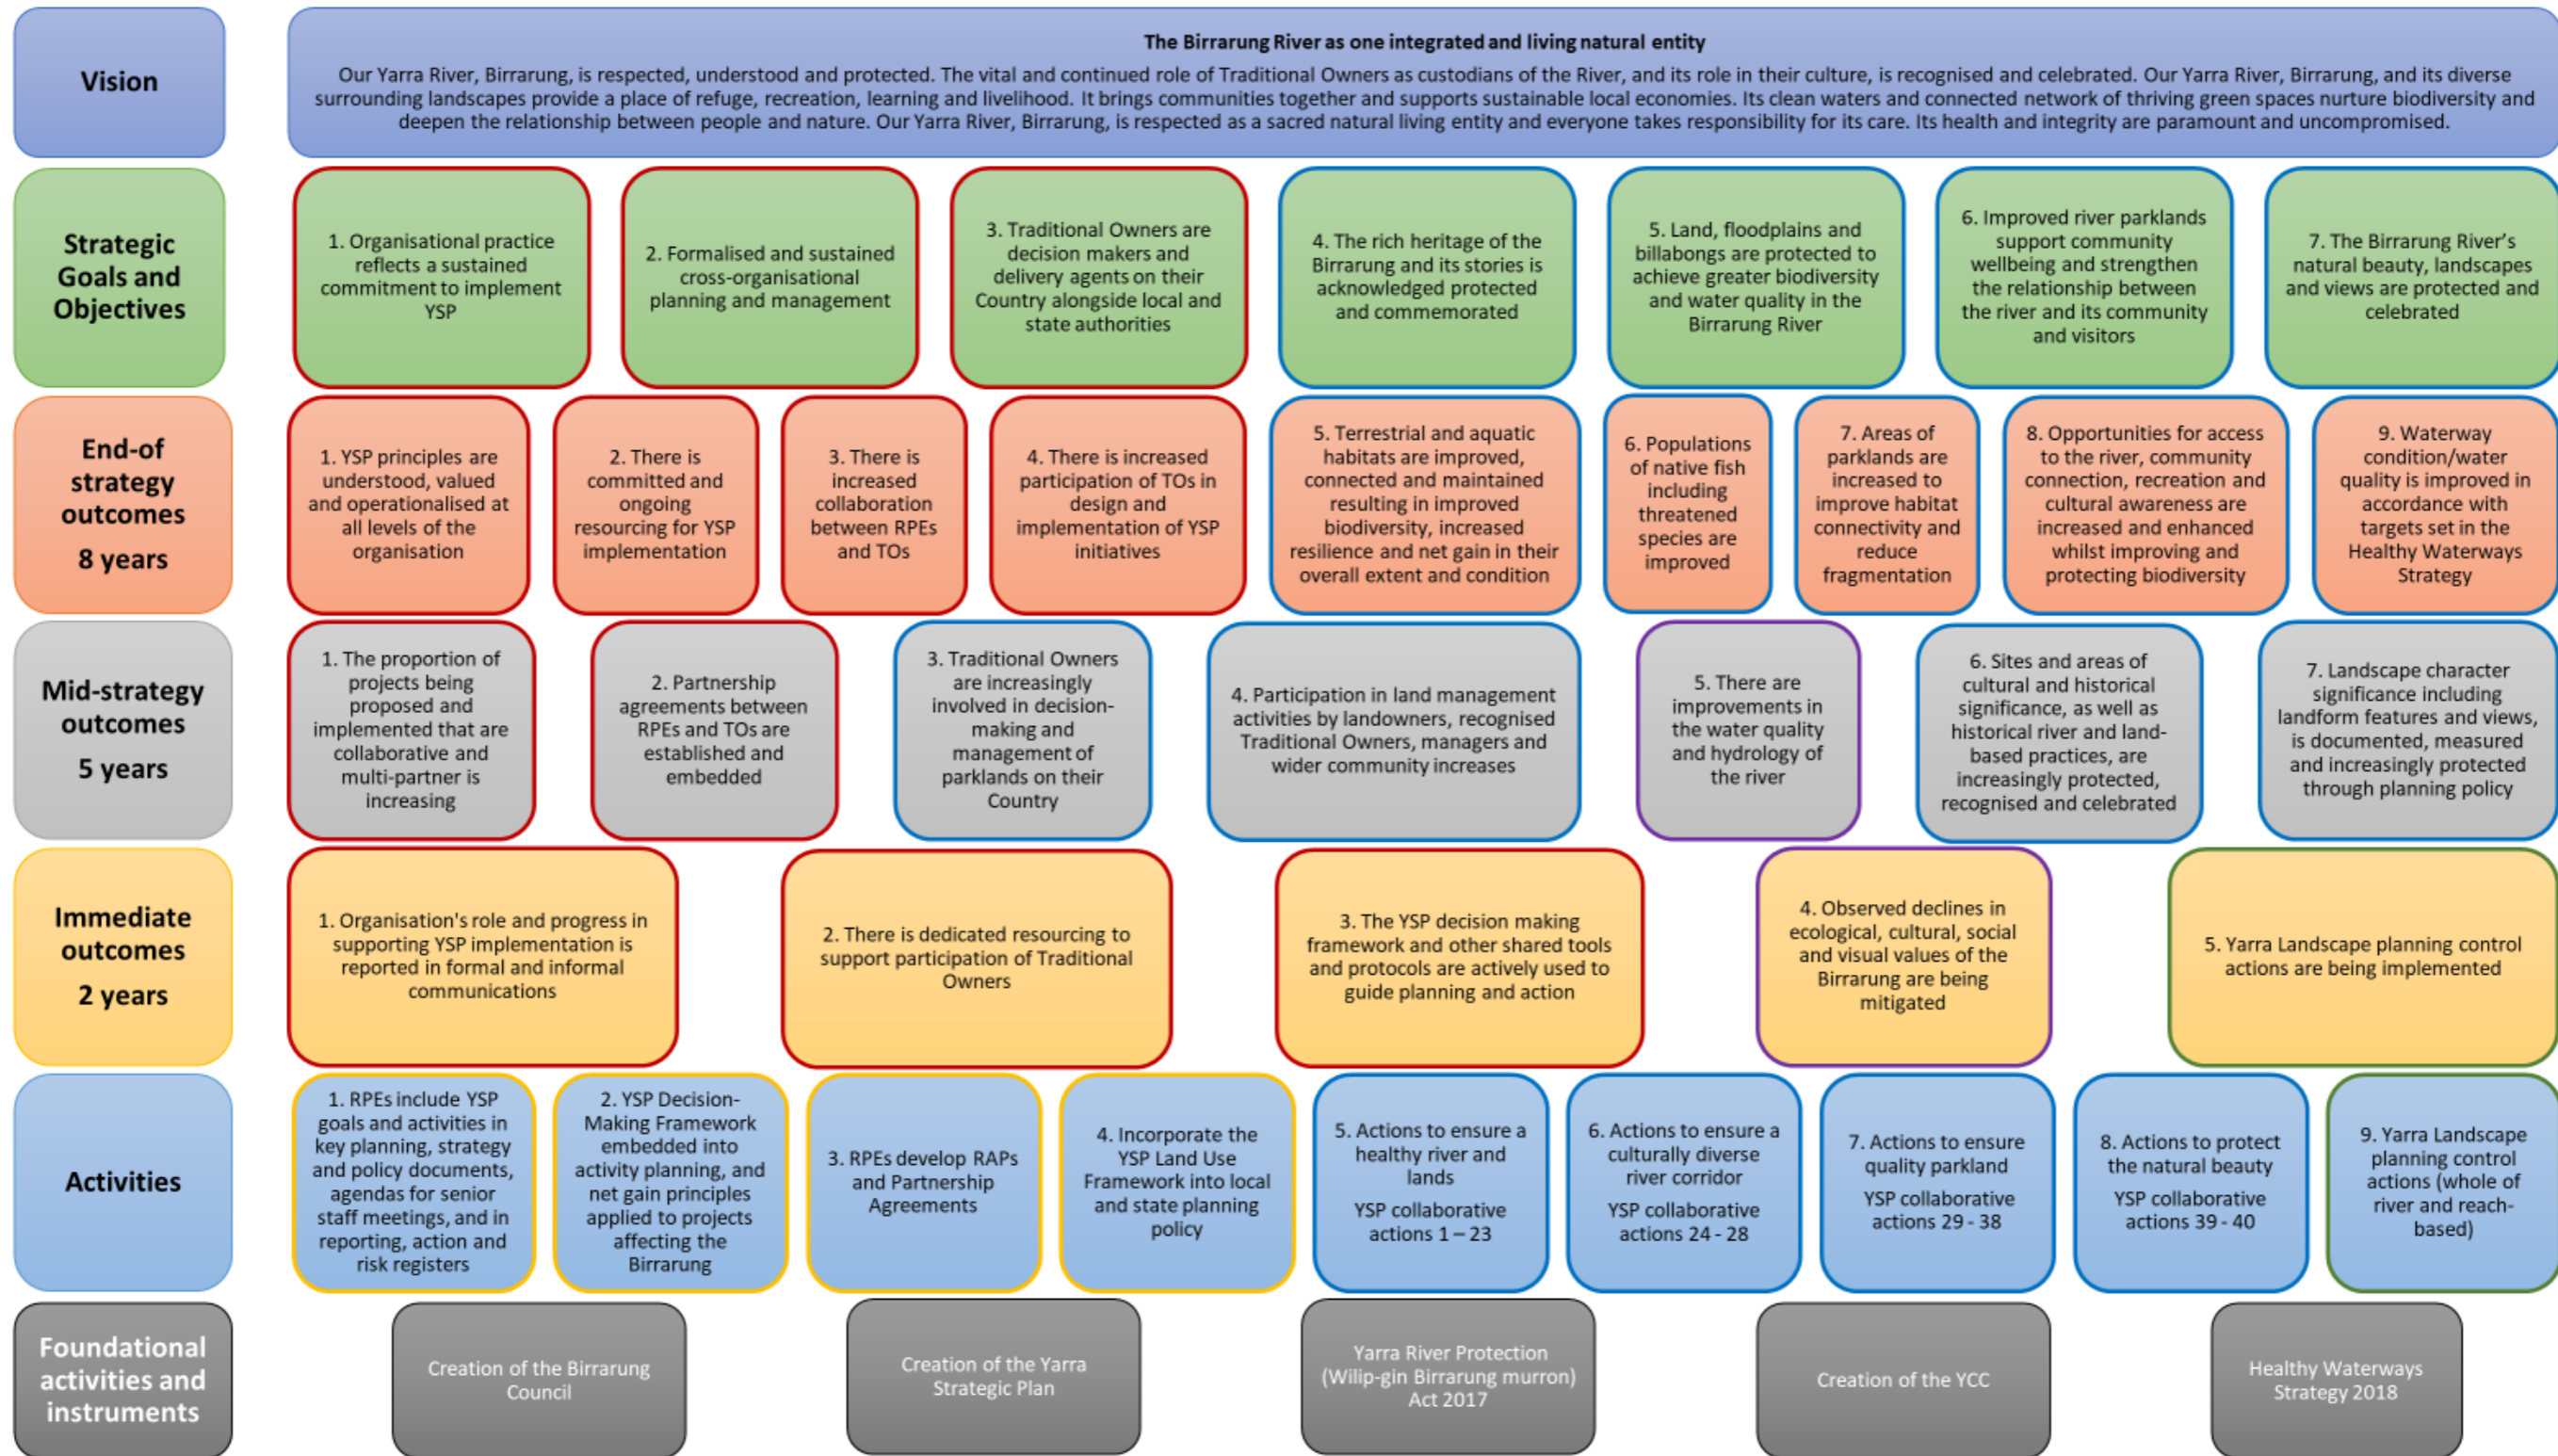 Vision
The Birrarung River as one integrated and living natural entity
Our Yarra River, Birrarung, is respected, understood and protected. The vital and continued role of Traditional Owners as custodians of the River, and its role in their culture, is recognised and celebrated. Our Yarra River, Birrarung, and its diverse
surrounding landscapes provide a place of refuge, recreation, learning and livelihood. It brings communities together and supports sustainable local economies. Its clean waters and connected network of thriving green spaces nurture biodiversity and
deepen the relationship between people and nature. Our Yarra River, Birrarung, is respected as a sacred natural living entity and everyone takes responsibility for its care. Its health and integrity are paramount and uncompromised.
Strategic
Goals and
Objectives
1. Organisational practice
reflects a sustained
commitment to implement
YSP
2. Formalised and sustained
cross-organisational
planning and management
3. Traditional Owners are
decision makers and
delivery agents on their
Country alongside local and
state authorities
4. The rich heritage of the
Birrarung and its stories is
acknowledged protected
and commemorated
5. Land, floodplains and
billabongs are protected to
achieve greater biodiversity
and water quality in the
Birrarung River
6. Improved river parklands
support community
wellbeing and strengthen
the relationship between
the river and its community
and visitors
7. The Birrarung River's
natural beauty, landscapes
and views are protected and
celebrated
End-of
strategy
outcomes
8 years
1. YSP principles are
understood, valued
and operationalised at
all levels of the
organisation
2. There is
committed and
ongoing
resourcing for YSP
implementation
3. There is
increased
collaboration
between RPEs
and TOs
4. There is increased
participation of TOs in
design and
implementation of YSP
initiatives
5. Terrestrial and aquatic
habitats are improved,
connected and maintained
resulting in improved
biodiversity, increased
resilience and net gain in their
overall extent and condition
6. Populations
of native fish
including
threatened
species are
improved
7. Areas of
parklands are
increased to
improve habitat
connectivity and
reduce
fragmentation
8. Opportunities for access
to the river, community
connection, recreation and
cultural awareness are
increased and enhanced
whilst improving and
protecting biodiversity
9. Waterway
condition/water
quality is improved in
accordance with
targets set in the
Healthy Waterways
Strategy
Mid-strategy
outcomes
5 years
1. The proportion of
projects being
proposed and
implemented that are
collaborative and
multi-partner is
increasing
2. Partnership
agreements between
RPEs and TOs are
established and
embedded
3. Traditional Owners
are increasingly
involved in decision-
making and
management of
parklands on their
Country
4. Participation in land management
activities by landowners, recognised
Traditional Owners, managers and
wider community increases
5. There are
improvements in
the water quality
and hydrology of
the river
6. Sites and areas of
cultural and historical
significance, as well as
historical river and land-
based practices, are
increasingly protected,
recognised and celebrated
7. Landscape character
significance including
landform features and views,
is documented, measured
and increasingly protected
through planning policy
Immediate
outcomes
2 years
1. Organisation's role and progress in
supporting YSP implementation is
reported in formal and informal
communications
2. There is dedicated resourcing to
support participation of Traditional
Owners
3. The YSP decision making
framework and other shared tools
and protocols are actively used to
guide planning and action
4. Observed declines in
ecological, cultural, social
and visual values of the
Birrarung are being
mitigated
5. Yarra Landscape planning control
actions are being implemented
Activities
1. RPEs include YSP
goals and activities in
key planning, strategy
and policy documents,
agendas for senior
staff meetings, and in
reporting, action and
risk registers
2. YSP Decision-
Making Framework
embedded into
activity planning, and
net gain principles
applied to projects
affecting the
Birrarung
3. RPEs develop RAPs
and Partnership
Agreements
4. Incorporate the
YSP Land Use
Framework into local
and state planning
policy
5. Actions to ensure a
healthy river and
lands
YSP collaborative
actions 1 – 23
6. Actions to ensure a
culturally diverse
river corridor
YSP collaborative
actions 24 - 28
7. Actions to ensure
quality parkland
YSP collaborative
actions 29 - 38
8. Actions to protect
the natural beauty
YSP collaborative
actions 39 - 40
9. Yarra Landscape
planning control
actions (whole of
river and reach-
based)
Foundational
activities and
instruments
Creation of the Birrarung
Council
Creation of the Yarra
Strategic Plan
Yarra River Protection
(Wilip-gin Birrarung murron)
Act 2017
Creation of the YCC
Healthy Waterways
Strategy 2018